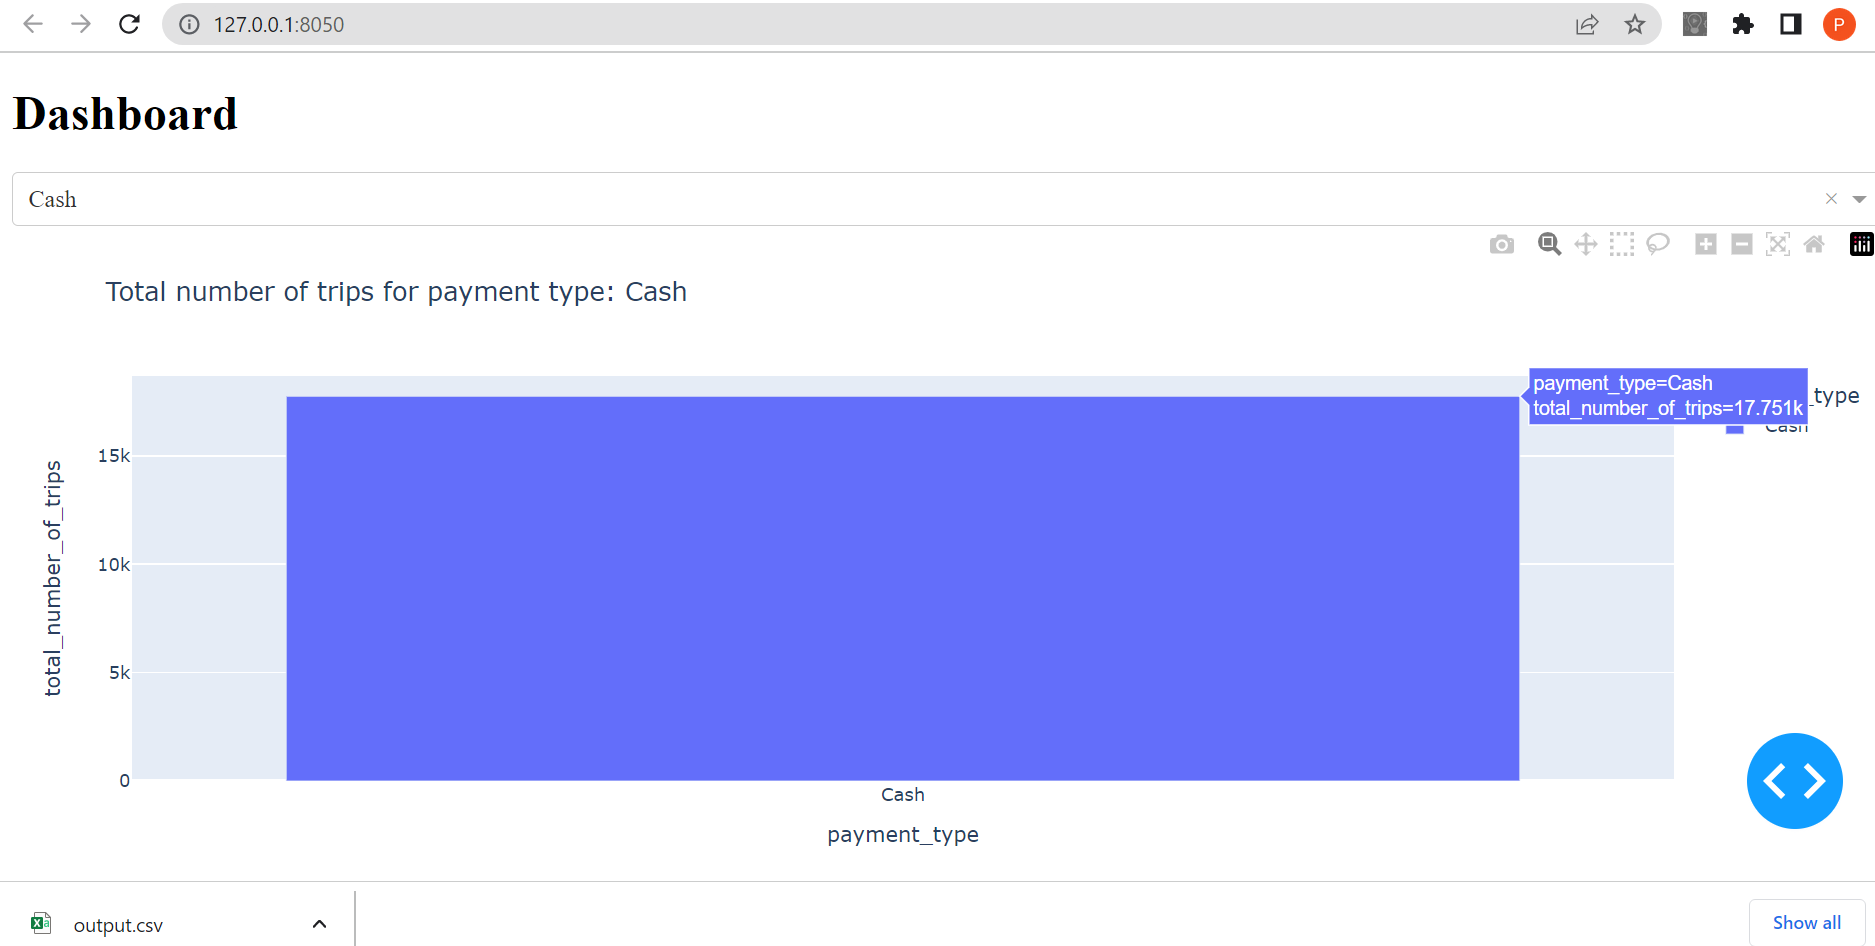 127.0.0.1:8050
P
Dashboard
Cash
Total number of trips for payment type: Cash
payment_type=Cash
total_number_of_trips=17.751k
_type
Cash
15k
10k
5k
0
total_number_of_trips
Cash
payment_type
output.csv
Show all